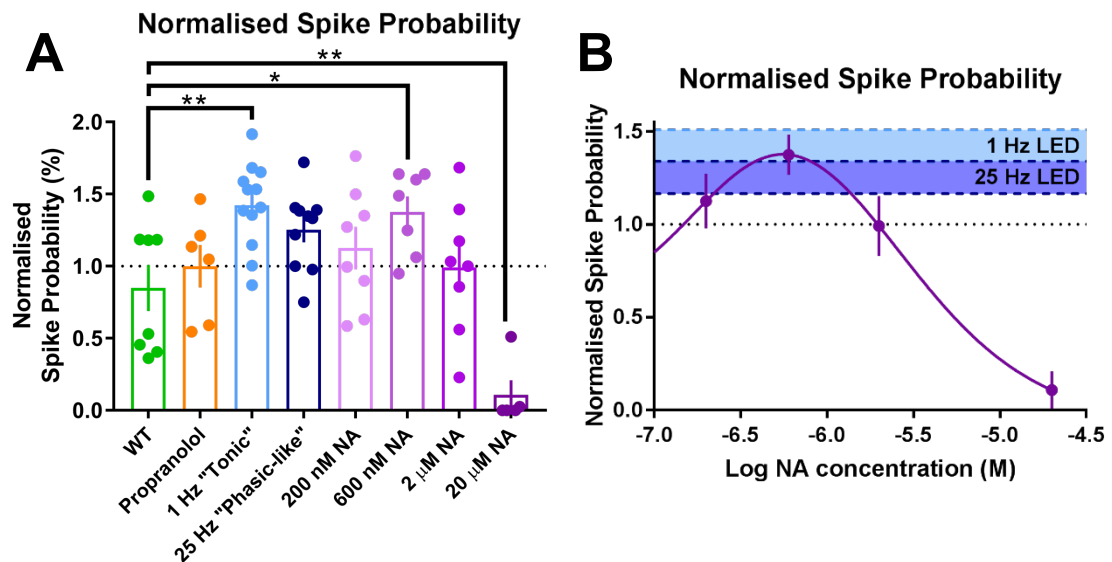 A
Normalised Spike Probability
**
*
**
Normalised
Spike Probability (%)
2.0
1.5
1.0
0.5
0.0
WT
Propranolol
1 Hz "Tonic"
25 Hz "Phasic-like"
200 nM NA
600 nM NA
2 μM NA
20 μM NA
B
Normalised Spike Probability
Normalised Spike Probability
1.5
1.0
0.5
0.0
1 Hz LED
25 Hz LED
-7.0 -6.5 -6.0 -5.5 -5.0 -4.5
Log NA concentration (M)